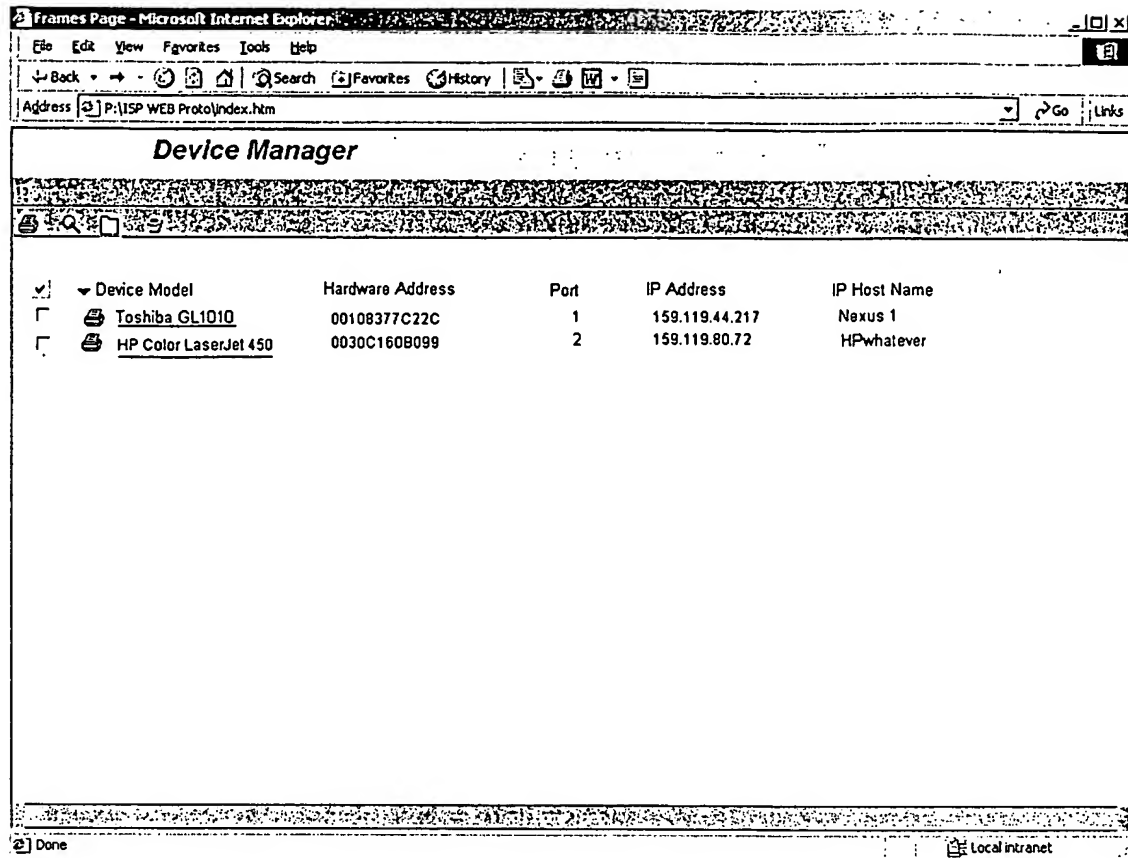 Frames Page - Microsoft Internet Explorer
File Edit View Favorites Tools Help
Back Search Favorites History
Address P:\ISP WEB Proto\index.htm Go Links
Device Manager
Device Model Hardware Address Port IP Address IP Host Name
Toshiba GL1010 00108377C22C 1 159.119.44.217 Nexus 1
HP Color LaserJet 450 0030C160B099 2 159.119.80.72 HPwhatever
Done Local intranet